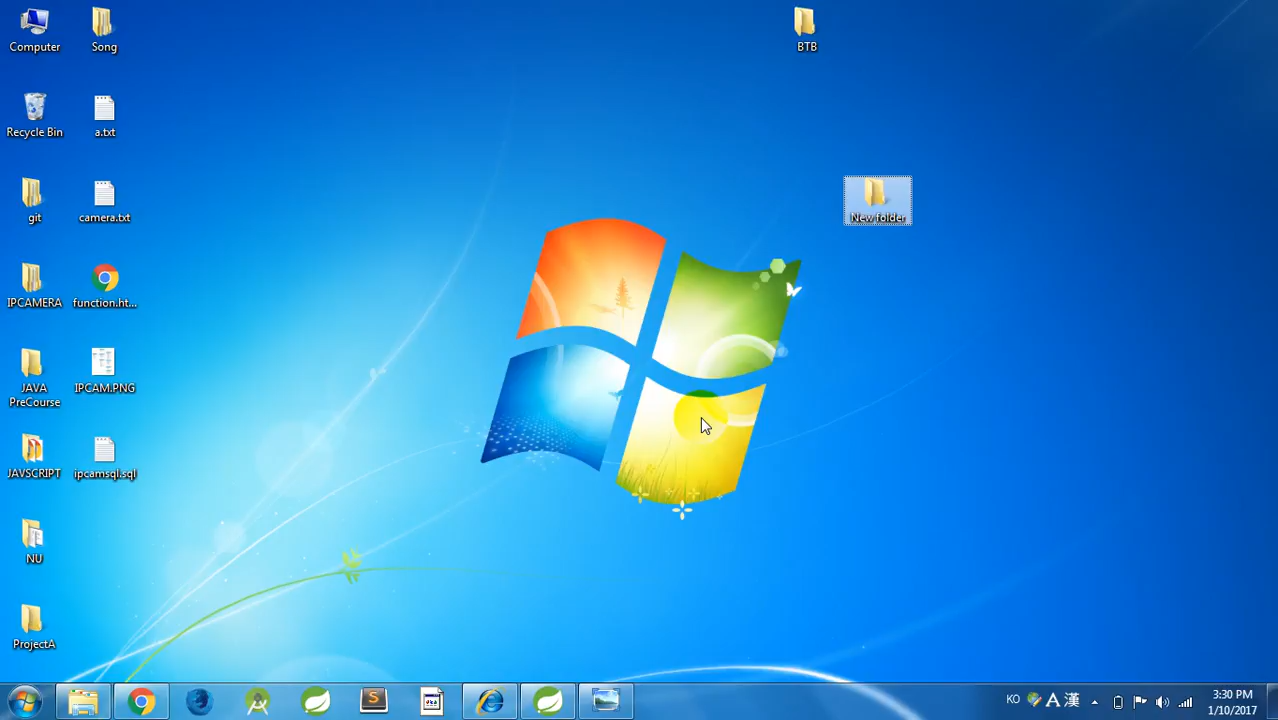 Computer
Song
BTB
Recycle Bin
a.txt
git
camera.txt
New folder
IPCAMERA
function.ht...
JAVA
PreCourse
IPCAM.PNG
JAVSCRIPT
ipcamsql.sql
NU
ProjectA
KO
A 漢
3:30 PM
1/10/2017